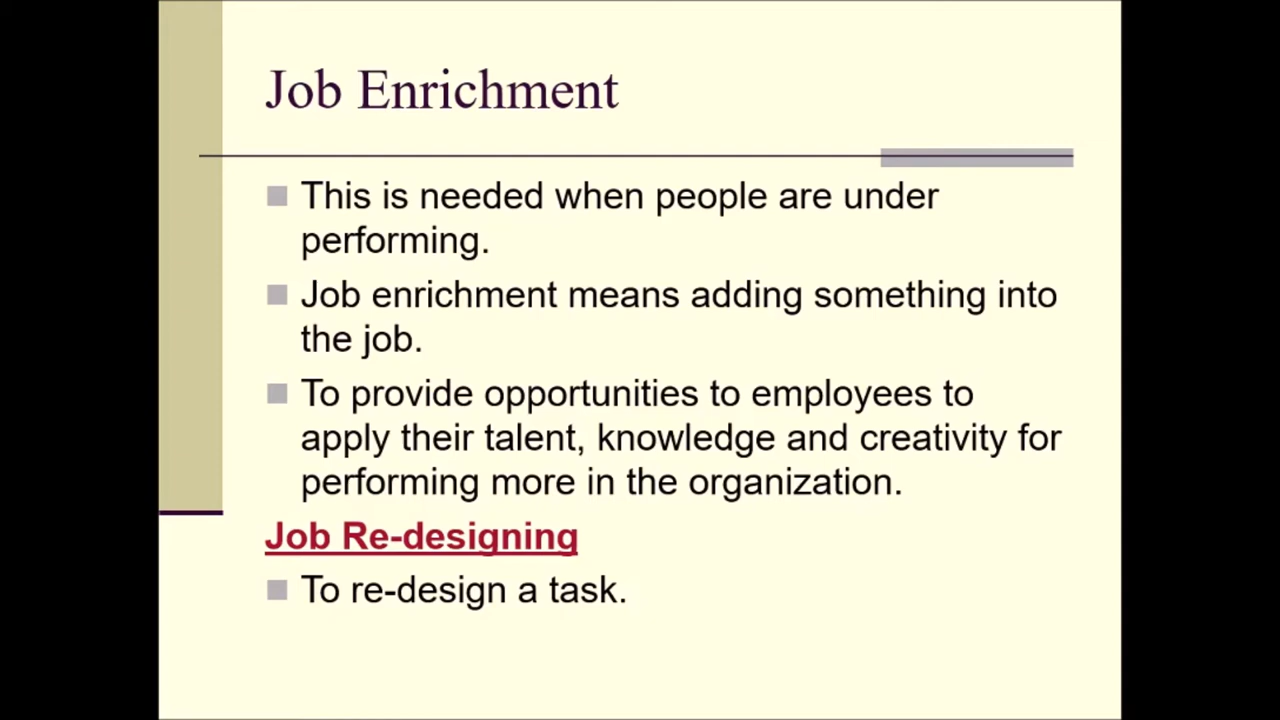 Job Enrichment
This is needed when people are under
performing.
Job enrichment means adding something into
the job.
To provide opportunities to employees to
apply their talent, knowledge and creativity for
performing more in the organization.
Job Re-designing
To re-design a task.